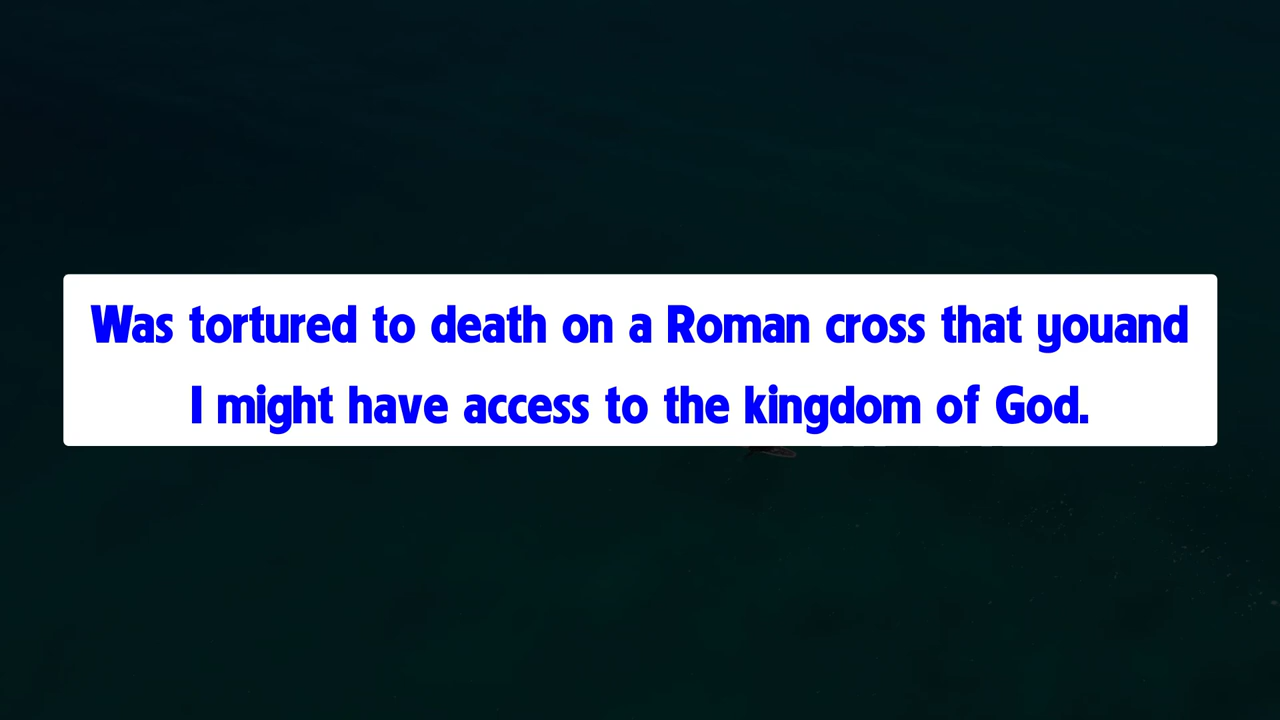 Was tortured to death on a Roman cross that youand
I might have access to the kingdom of God.